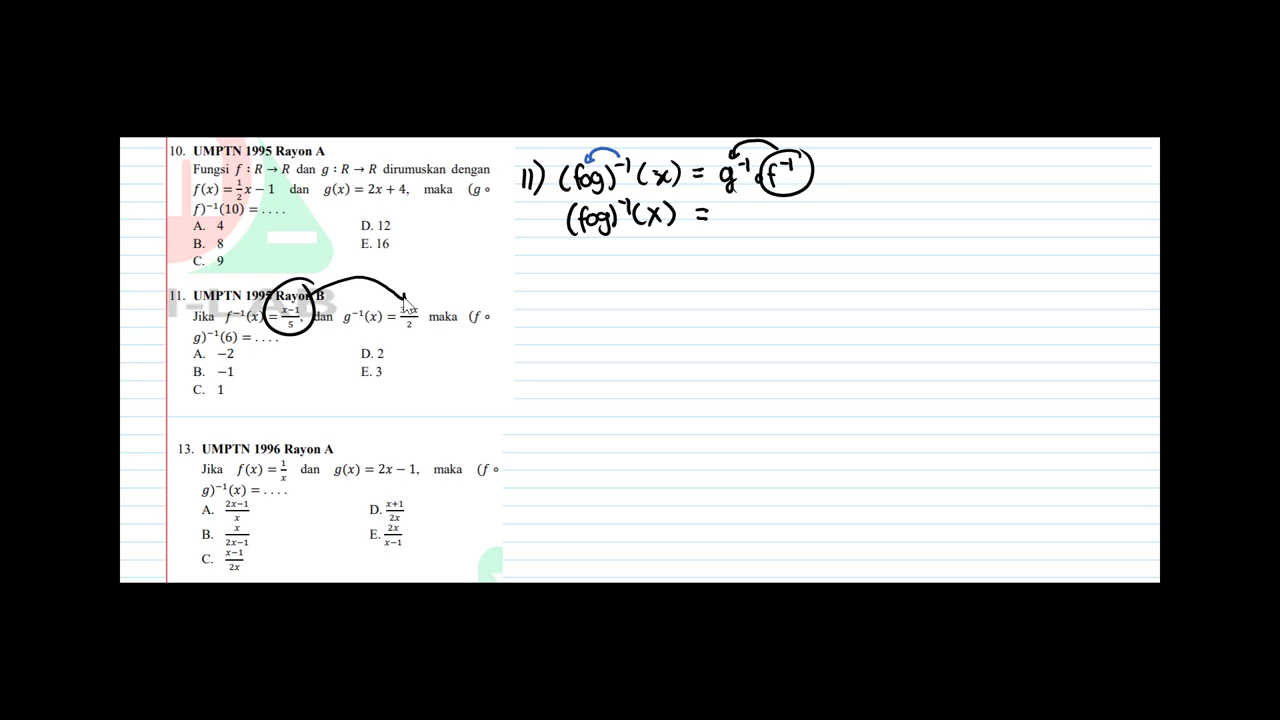 10. UMPTN 1995 Rayon A
Fungsi f : R → R dan g : R → R dirumuskan dengan
f(x) = 1/2 x − 1 dan g(x) = 2x + 4, maka (g ∘
f)⁻¹(10) = . . . .
A. 4 D. 12
B. 8 E. 16
C. 9
11. UMPTN 1995 Rayon B
Jika f⁻¹(x) = x−1/5, dan g⁻¹(x) = /2 maka (f ∘
g)⁻¹(6) = . . . .
A. −2 D. 2
B. −1 E. 3
C. 1
13. UMPTN 1996 Rayon A
Jika f(x) = 1/x dan g(x) = 2x − 1, maka (f ∘
g)⁻¹(x) = . . . .
A. 2x−1/x D. x+1/2x
B. x/2x−1 E. 2x/x−1
C. x−1/2x
11) (fog)⁻¹(x) = g⁻¹ o f⁻¹
(fog)⁻¹(x) =